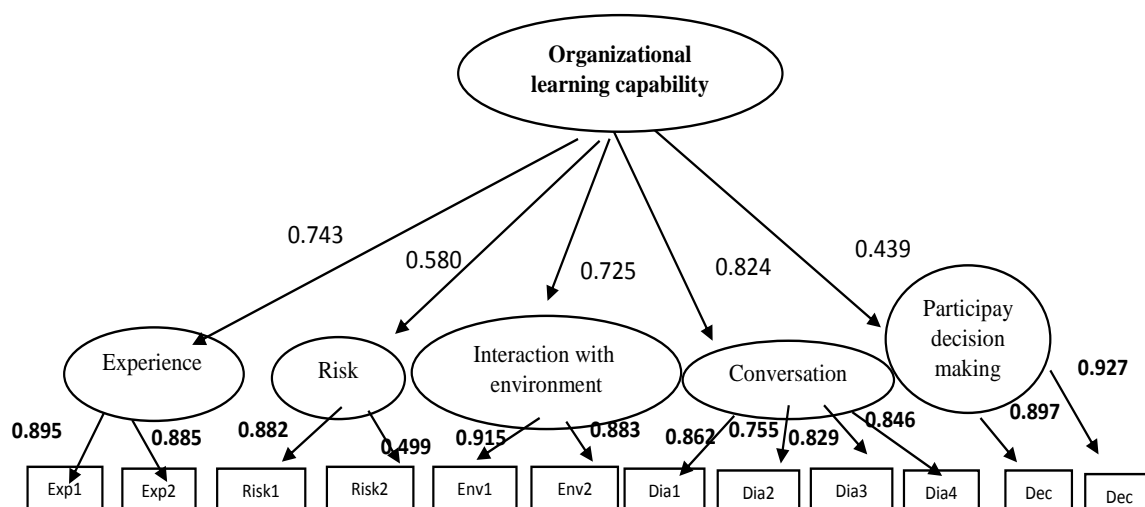 Organizational
learning capability
0.743
0.580
0.725
0.824
0.439
Experience
Risk
Interaction with
environment
Conversation
Participay
decision
making
0.895
0.885
0.882
0.499
0.915
0.883
0.862
0.755
0.829
0.846
0.897
0.927
Exp1
Exp2
Risk1
Risk2
Env1
Env2
Dia1
Dia2
Dia3
Dia4
Dec
Dec